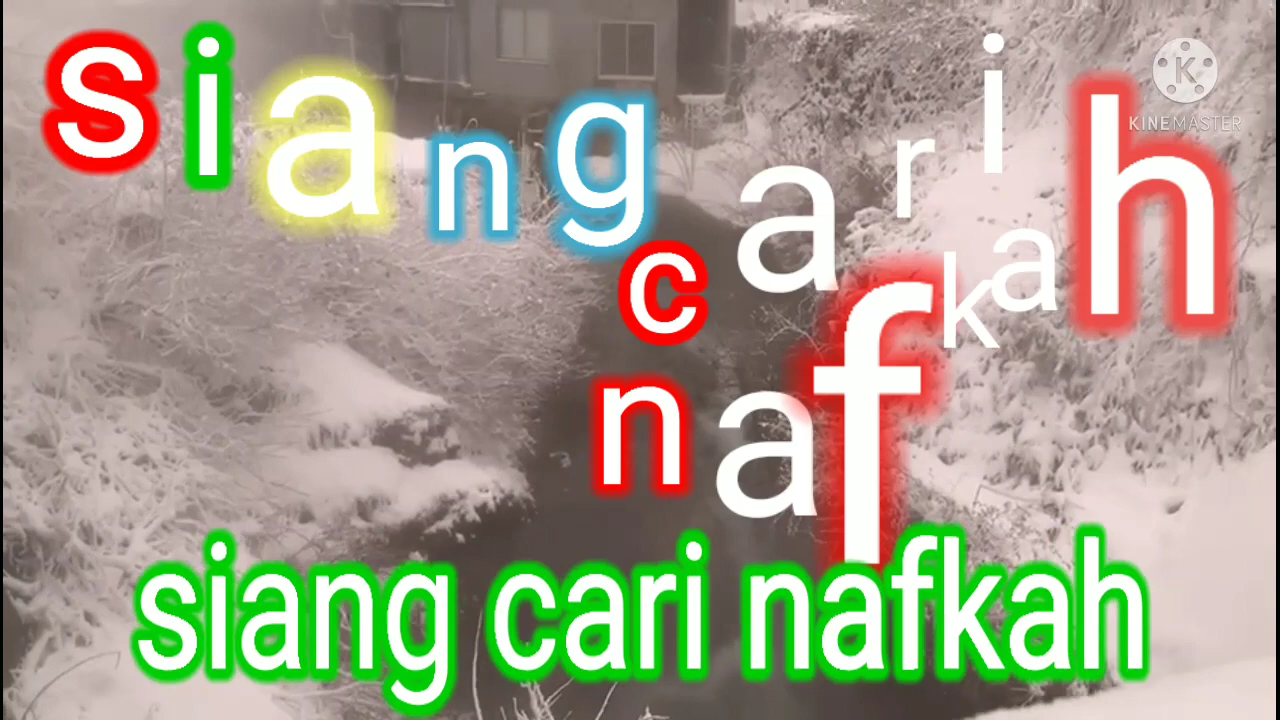 siang
cari
nafkah
KINEMASTER
siang cari nafkah